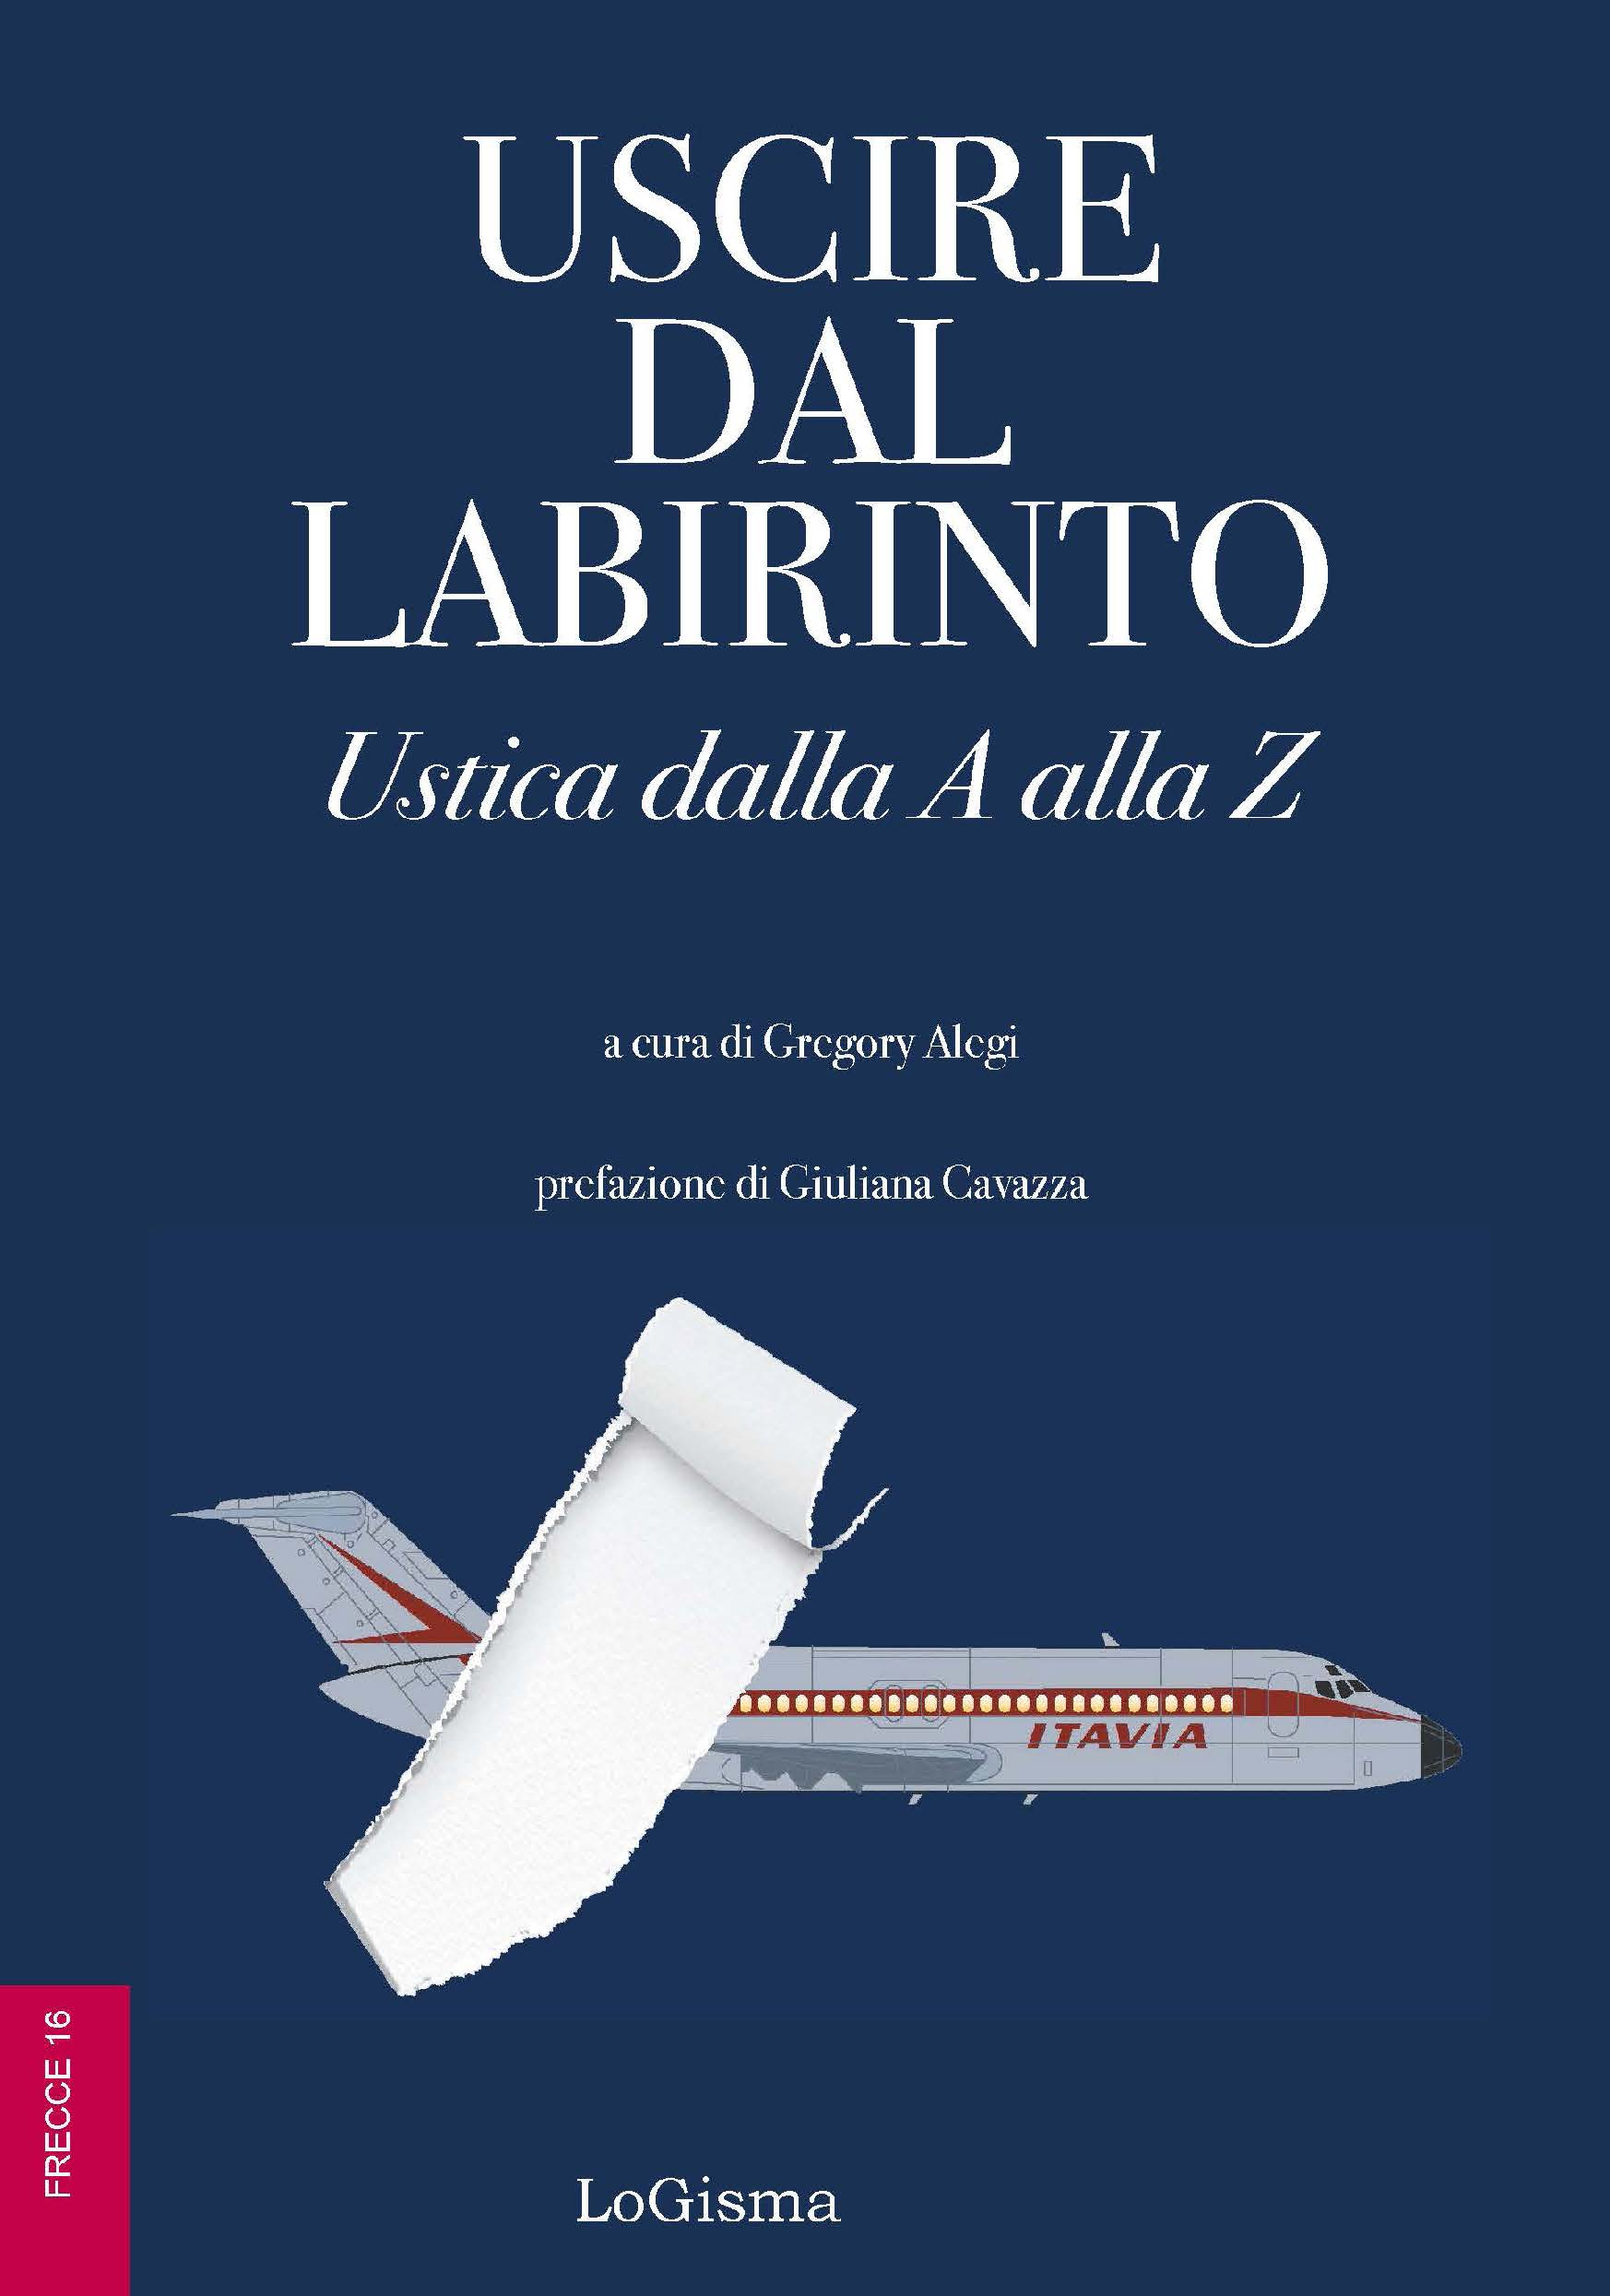 USCIRE
DAL
LABIRINTO
Ustica dalla A alla Z
a cura di Gregory Alegi
prefazione di Giuliana Cavazza
ITAVIA
FRECCE 16
LoGisma